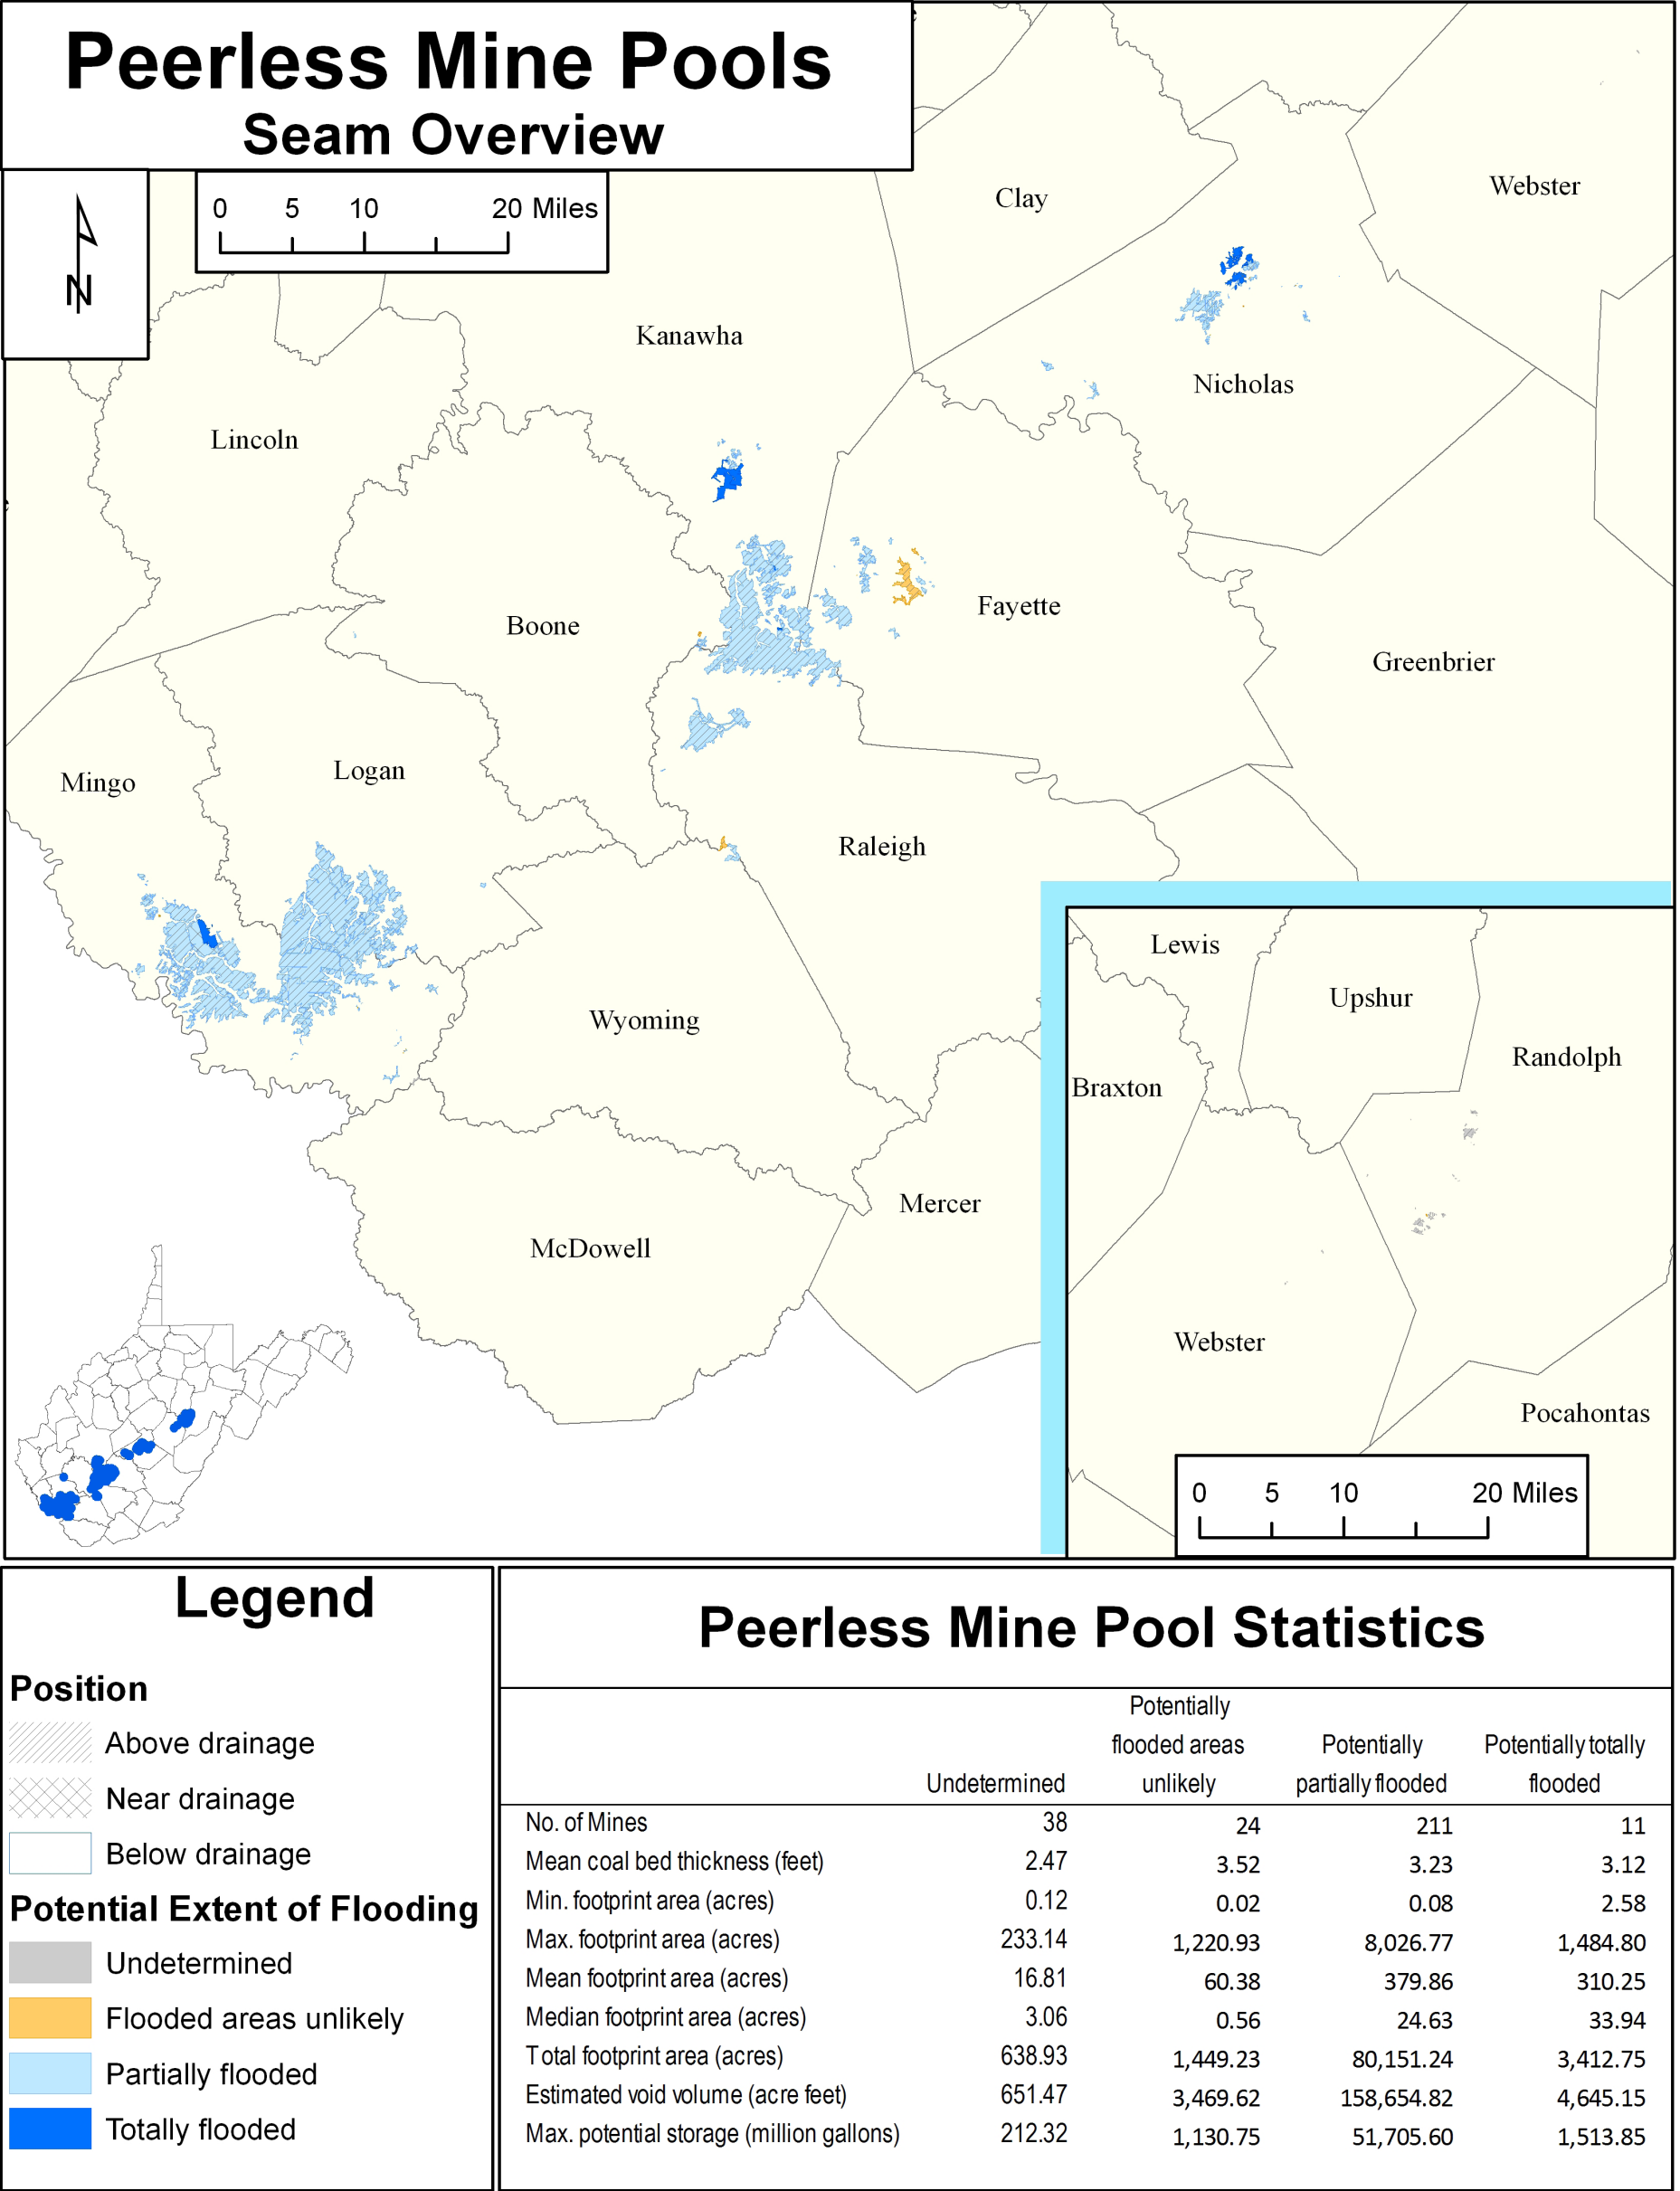 Peerless Mine Pools
Seam Overview
0 5 10 20 Miles
N
Clay
Webster
Kanawha
Nicholas
Lincoln
Boone
Fayette
Greenbrier
Mingo
Logan
Raleigh
Wyoming
Mercer
McDowell
Lewis
Upshur
Randolph
Braxton
Webster
Pocahontas
0 5 10 20 Miles
Legend
Position
Above drainage
Near drainage
Below drainage
Potential Extent of Flooding
Undetermined
Flooded areas unlikely
Partially flooded
Totally flooded
Peerless Mine Pool Statistics
Potentially
flooded areas Potentially Potentially totally
Undetermined unlikely partially flooded flooded
No. of Mines 38 24 211 11
Mean coal bed thickness (feet) 2.47 3.52 3.23 3.12
Min. footprint area (acres) 0.12 0.02 0.08 2.58
Max. footprint area (acres) 233.14 1,220.93 8,026.77 1,484.80
Mean footprint area (acres) 16.81 60.38 379.86 310.25
Median footprint area (acres) 3.06 0.56 24.63 33.94
Total footprint area (acres) 638.93 1,449.23 80,151.24 3,412.75
Estimated void volume (acre feet) 651.47 3,469.62 158,654.82 4,645.15
Max. potential storage (million gallons) 212.32 1,130.75 51,705.60 1,513.85